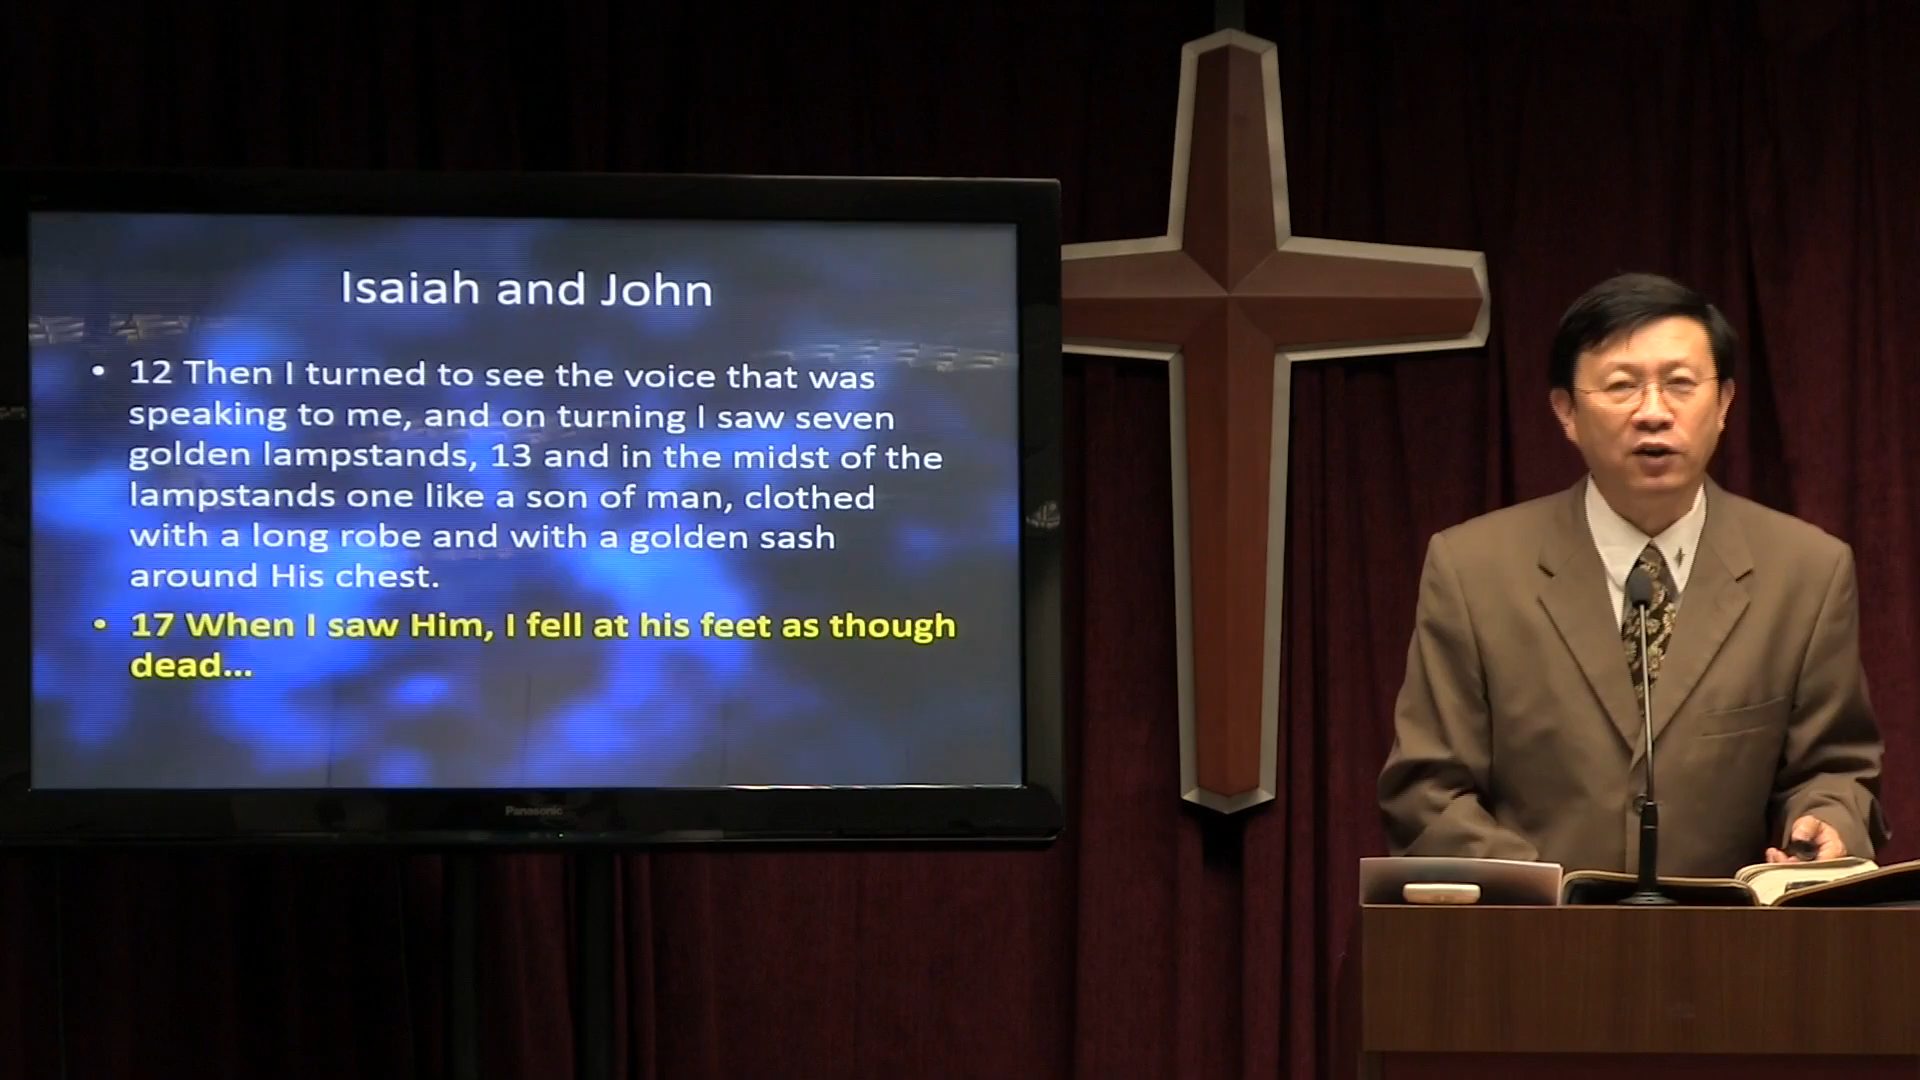 Isaiah and John
• 12 Then I turned to see the voice that was
speaking to me, and on turning I saw seven
golden lampstands, 13 and in the midst of the
lampstands one like a son of man, clothed
with a long robe and with a golden sash
around His chest.
• 17 When I saw Him, I fell at his feet as though
dead...
Panasonic